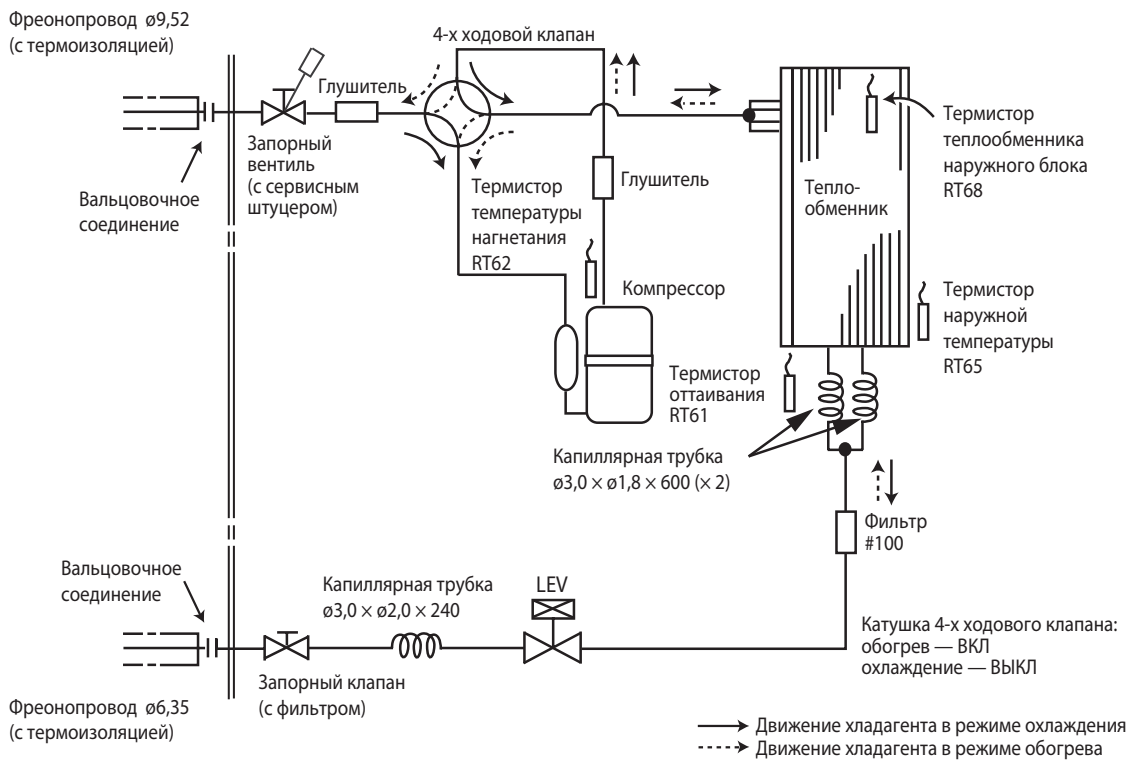 Фреонопровод ø9,52
(с термоизоляцией)
4-х ходовой клапан
Глушитель
Запорный
вентиль
(с сервисным
штуцером)
Вальцовочное
соединение
Термистор
температуры
нагнетания
RT62
Глушитель
Компрессор
Тепло-
обменник
Термистор
теплообменника
наружного блока
RT68
Термистор
наружной
температуры
RT65
Термистор
оттаивания
RT61
Капиллярная трубка
ø3,0 × ø1,8 × 600 (× 2)
Фильтр
#100
Вальцовочное
соединение
Капиллярная трубка
ø3,0 × ø2,0 × 240
LEV
Запорный клапан
(с фильтром)
Фреонопровод ø6,35
(с термоизоляцией)
Катушка 4-х ходового клапана:
обогрев — ВКЛ
охлаждение — ВЫКЛ
Движение хладагента в режиме охлаждения
Движение хладагента в режиме обогрева